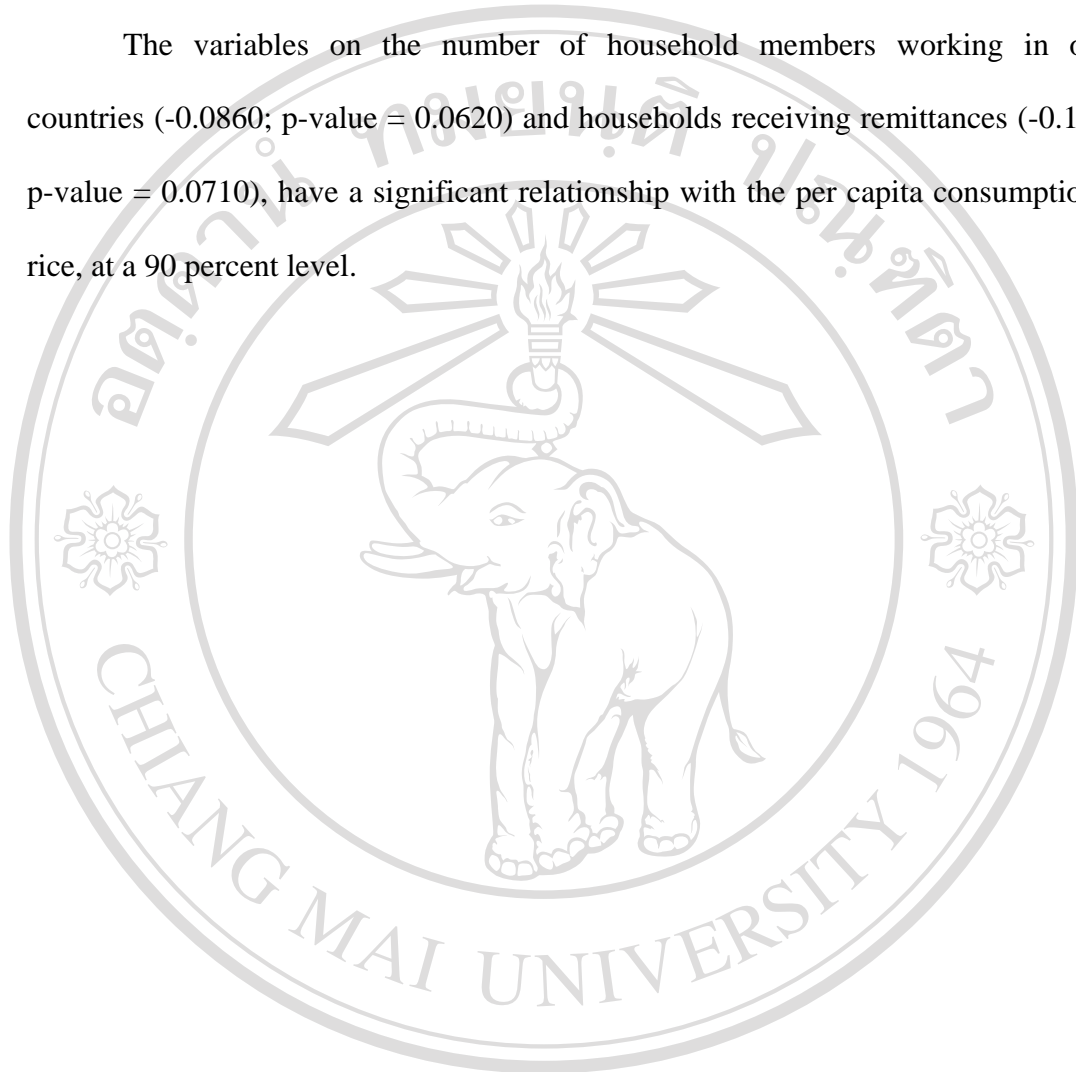 The variables on the number of household members working in
countries (-0.0860; p-value = 0.0620) and households receiving remittances
p-value = 0.0710), have a significant relationship with the per capita
rice, at a 90 percent level.
CHIANG MAI UNIVERSITY 1964